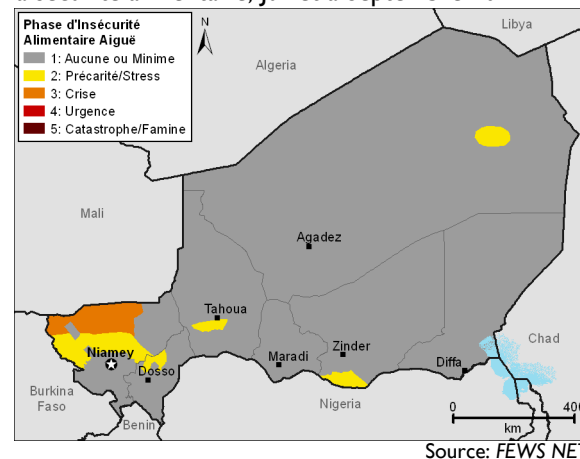 Phase d'Insécurité
Alimentaire Aiguë
1: Aucune ou Minime
2: Précarité/Stress
3: Crise
4: Urgence
5: Catastrophe/Famine
N
Libya
Algeria
Mali
Agadez
Tahoua
Niamey
Dosso
Maradi
Zinder
Diffa
Chad
Burkina
Faso
Benin
Nigeria
0 400
km
Source: FEWS NET